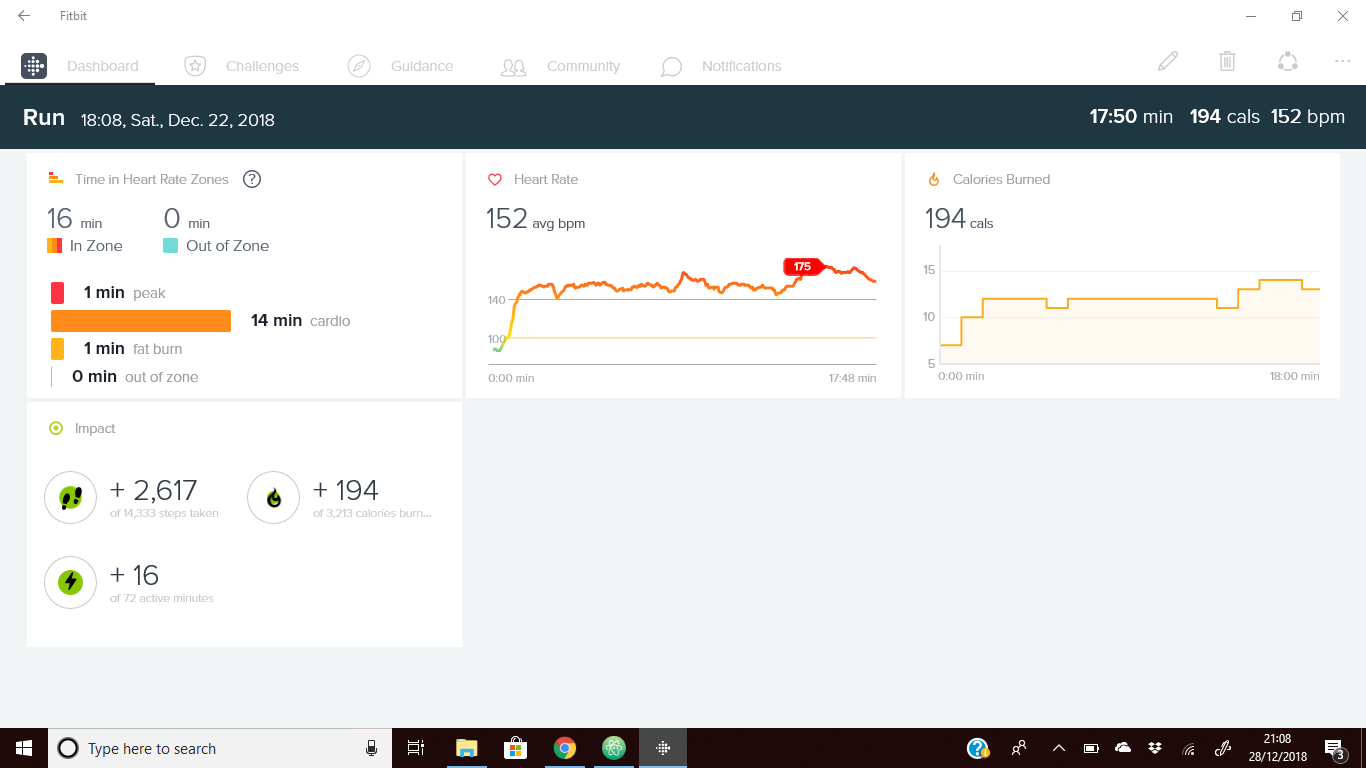 Fitbit
Dashboard Challenges Guidance Community Notifications
Run 18:08, Sat., Dec. 22, 2018 17:50 min 194 cals 152 bpm
Time in Heart Rate Zones ?
16 min 0 min
In Zone Out of Zone
1 min peak
14 min cardio
1 min fat burn
0 min out of zone
Heart Rate
152 avg bpm
175
140
100
0:00 min 17:48 min
Calories Burned
194 cals
15
10
5
0:00 min 18:00 min
Impact
+ 2,617
of 14,333 steps taken
+ 194
of 3,213 calories burn...
+ 16
of 72 active minutes
Type here to search
21:08
28/12/2018
3